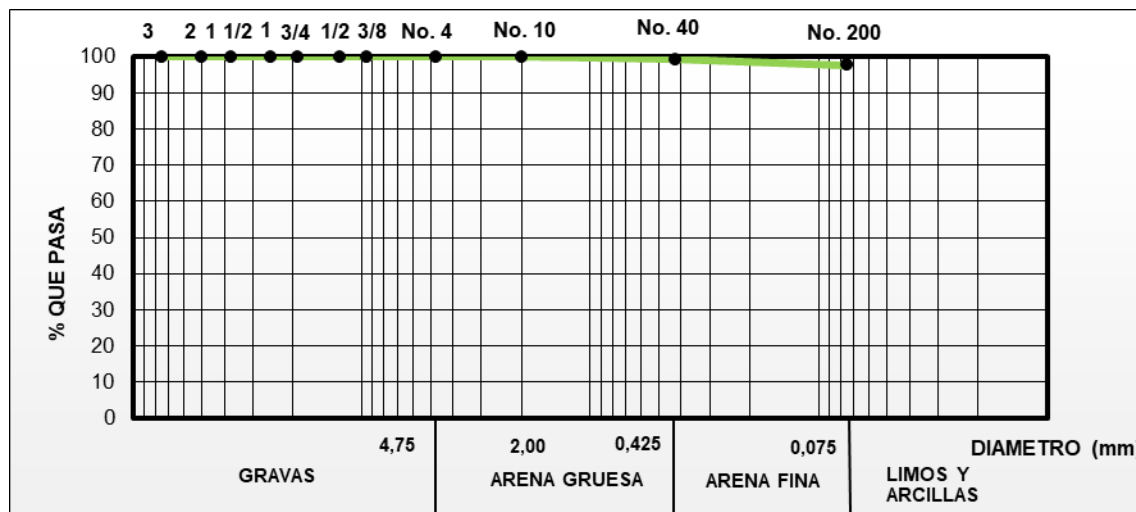 3 2 1 1/2 1 3/4 1/2 3/8 No. 4 No. 10 No. 40 No. 200
100
90
80
70
60
50
40
30
20
10
0
% QUE PASA
4,75 2,00 0,425 0,075 DIAMETRO (mm)
GRAVAS ARENA GRUESA ARENA FINA LIMOS Y
ARCILLAS